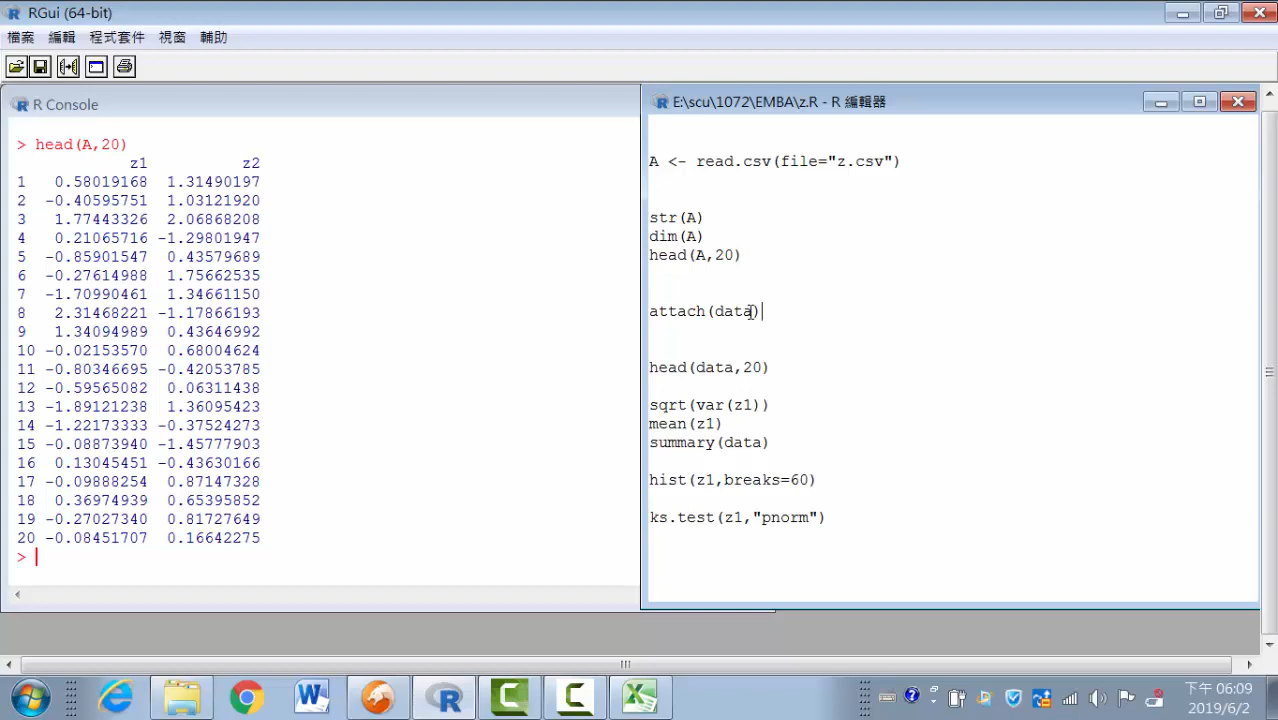 RGui (64-bit)
檔案 編輯 程式套件 視窗 輔助
R Console
> head(A,20)
z1 z2
1 0.58019168 1.31490197
2 -0.40595751 1.03121920
3 1.77443326 2.06868208
4 0.21065716 -1.29801947
5 -0.85901547 0.43579689
6 -0.27614988 1.75662535
7 -1.70990461 1.34661150
8 2.31468221 -1.17866193
9 1.34094989 0.43646992
10 -0.02153570 0.68004624
11 -0.80346695 -0.42053785
12 -0.59565082 0.06311438
13 -1.89121238 1.36095423
14 -1.22173333 -0.37524273
15 -0.08873940 -1.45777903
16 0.13045451 -0.43630166
17 -0.09888254 0.87147328
18 0.36974939 0.65395852
19 -0.27027340 0.81727649
20 -0.08451707 0.16642275
>
E:\scu\1072\EMBA\z.R - R 編輯器
A <- read.csv(file="z.csv")
str(A)
dim(A)
head(A,20)
attach(data)
head(data,20)
sqrt(var(z1))
mean(z1)
summary(data)
hist(z1,breaks=60)
ks.test(z1,"pnorm")
下午 06:09
2019/6/2